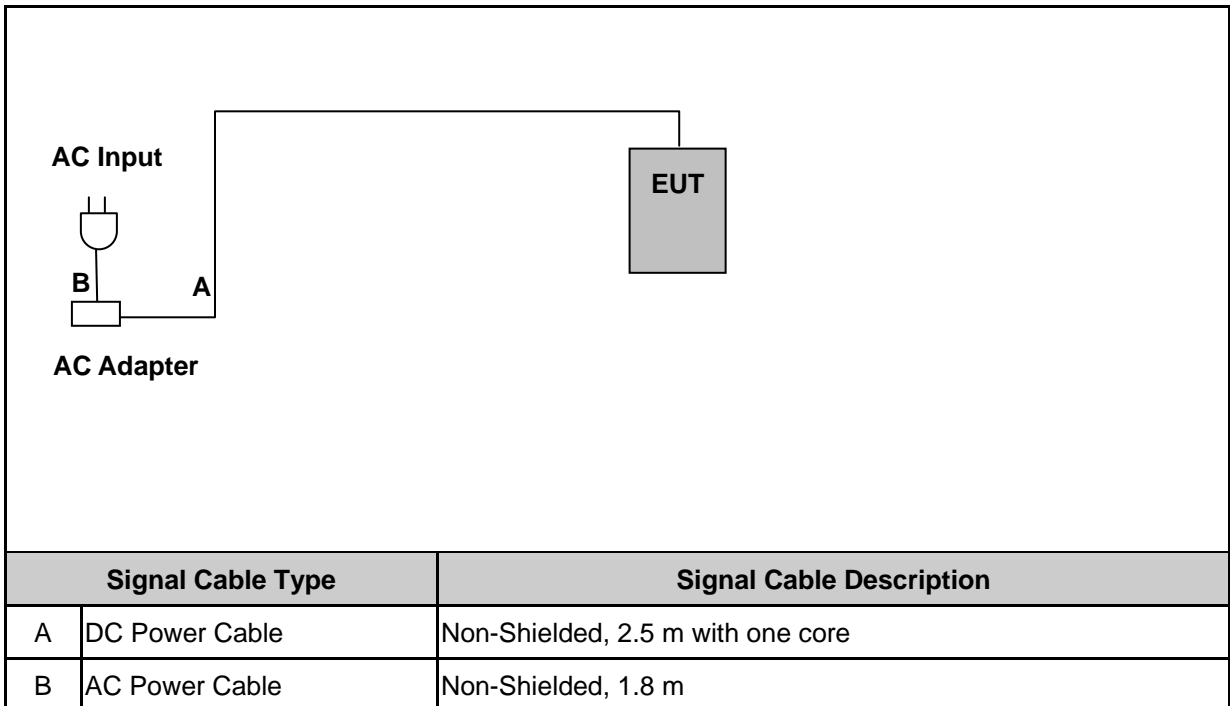 AC Input
EUT
B
A
AC Adapter
Signal Cable Type Signal Cable Description
A DC Power Cable Non-Shielded, 2.5 m with one core
B AC Power Cable Non-Shielded, 1.8 m